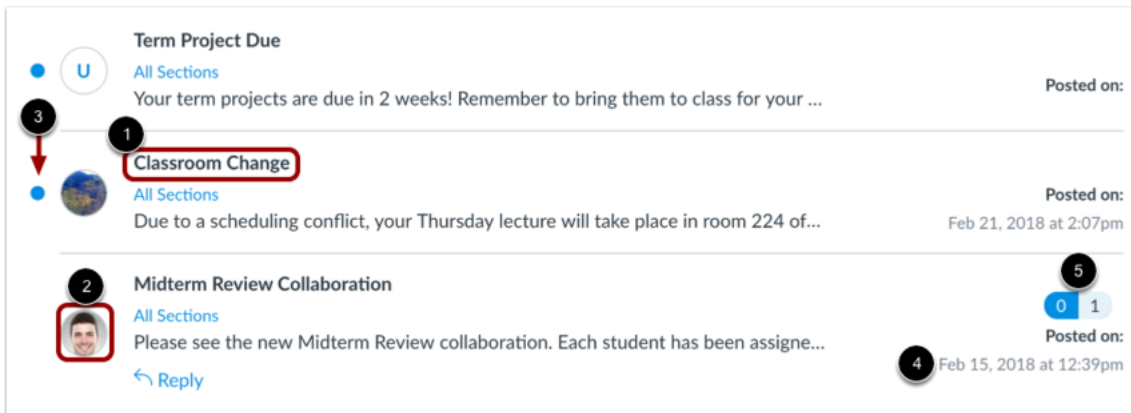 Term Project Due
U
All Sections
Your term projects are due in 2 weeks! Remember to bring them to class for your ...
Posted on:
3
1
Classroom Change
All Sections
Posted on:
Due to a scheduling conflict, your Thursday lecture will take place in room 224 of...
Feb 21, 2018 at 2:07pm
2
Midterm Review Collaboration
5
0 1
All Sections
Posted on:
Please see the new Midterm Review collaboration. Each student has been assigne...
4
Feb 15, 2018 at 12:39pm
Reply